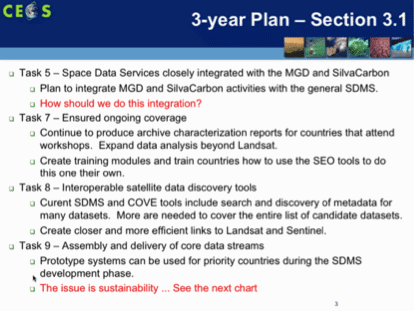 CEOS
3-year Plan – Section 3.1
Task 5 – Space Data Services closely integrated with the MGD and SilvaCarbon
Plan to integrate MGD and SilvaCarbon activities with the general SDMS.
How should we do this integration?
Task 7 – Ensured ongoing coverage
Continue to produce archive characterization reports for countries that attend
workshops. Expand data analysis beyond Landsat.
Create training modules and train countries how to use the SEO tools to do
this one their own.
Task 8 – Interoperable satellite data discovery tools
Curent SDMS and COVE tools include search and discovery of metadata for
many datasets. More are needed to cover the entire list of candidate datasets.
Create closer and more efficient links to Landsat and Sentinel.
Task 9 – Assembly and delivery of core data streams
Prototype systems can be used for priority countries during the SDMS
development phase.
The issue is sustainability ... See the next chart
3